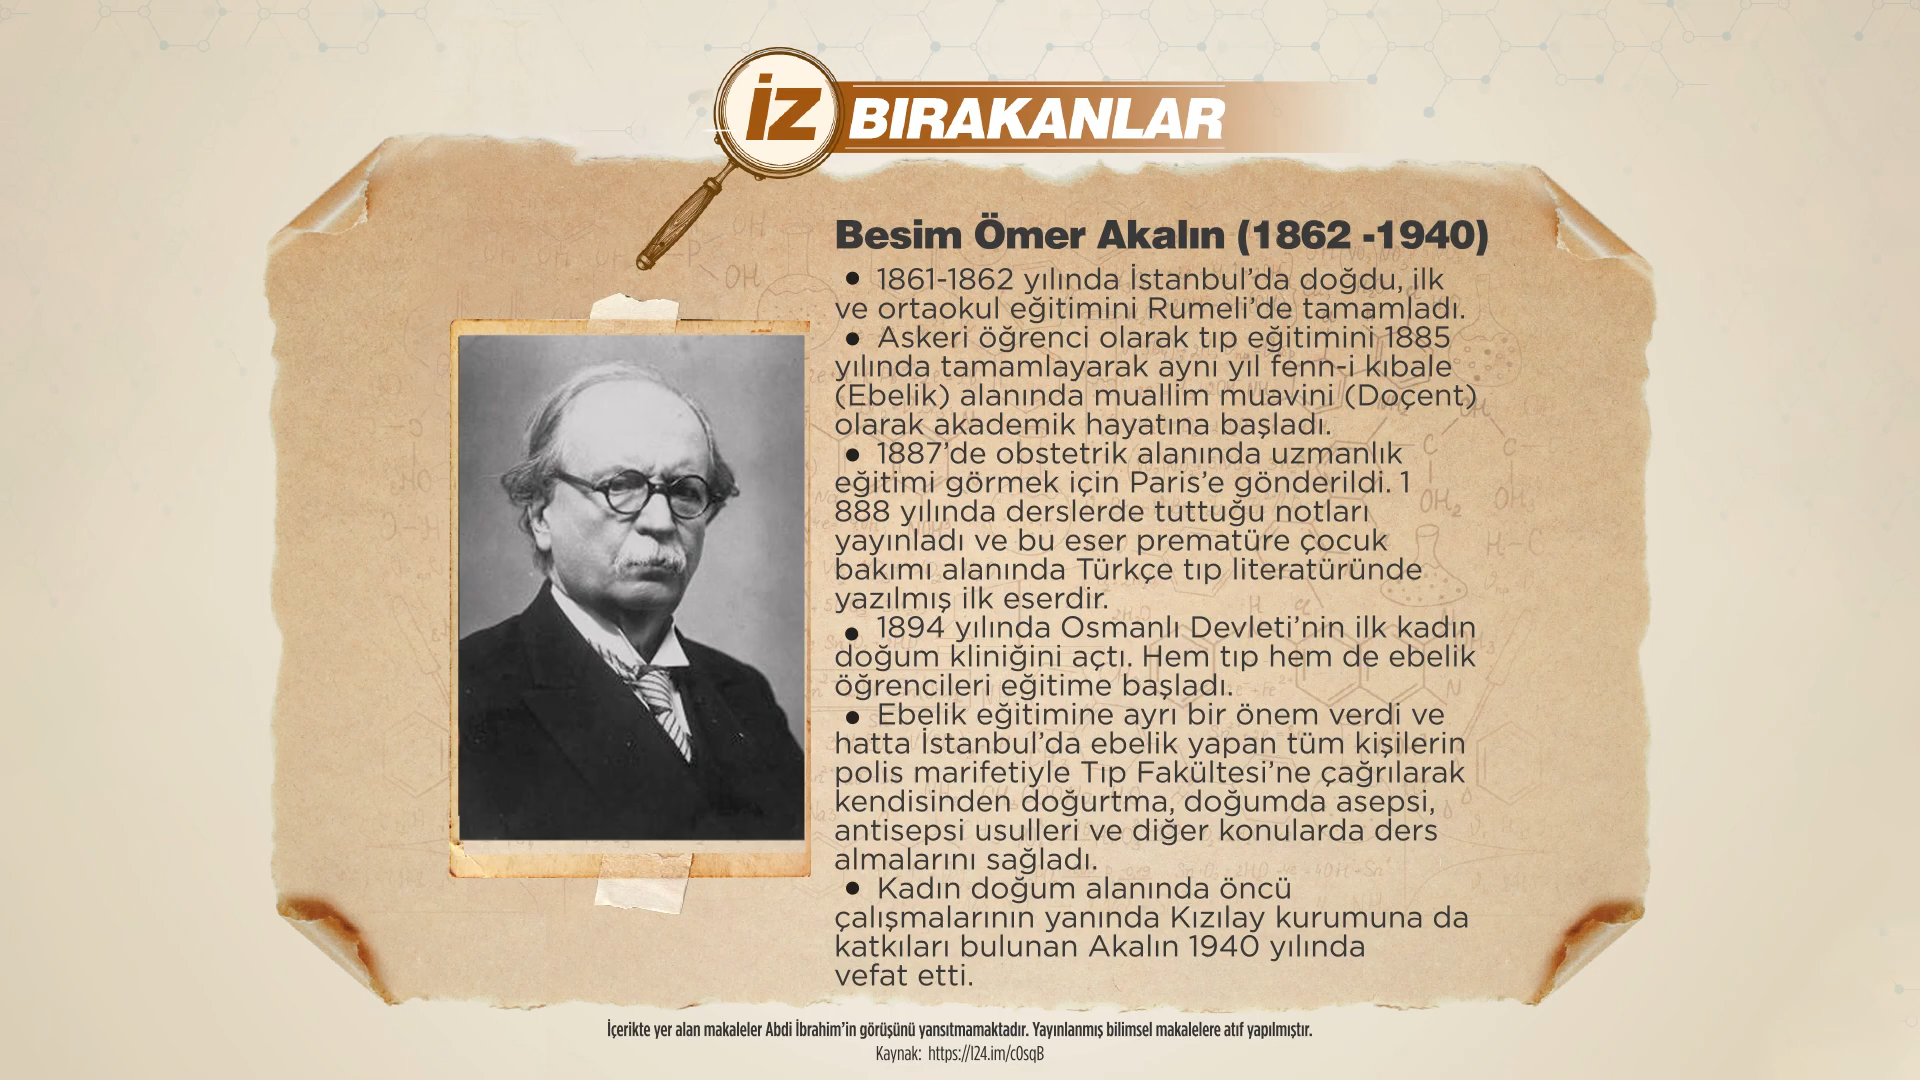 İZ BIRAKANLAR
Besim Ömer Akalın (1862 -1940)
● 1861-1862 yılında İstanbul’da doğdu, ilk
ve ortaokul eğitimini Rumeli’de tamamladı.
● Askeri öğrenci olarak tıp eğitimini 1885
yılında tamamlayarak aynı yıl fenn-i kıbale
(Ebelik) alanında muallim muavini (Doçent)
olarak akademik hayatına başladı.
● 1887’de obstetrik alanında uzmanlık
eğitimi görmek için Paris’e gönderildi. 1
888 yılında derslerde tuttuğu notları
yayınladı ve bu eser prematüre çocuk
bakımı alanında Türkçe tıp literatüründe
yazılmış ilk eserdir.
● 1894 yılında Osmanlı Devleti’nin ilk kadın
doğum kliniğini açtı. Hem tıp hem de ebelik
öğrencileri eğitime başladı.
● Ebelik eğitimine ayrı bir önem verdi ve
hatta İstanbul’da ebelik yapan tüm kişilerin
polis marifetiyle Tıp Fakültesi’ne çağrılarak
kendisinden doğurtma, doğumda asepsi,
antisepsi usulleri ve diğer konularda ders
almalarını sağladı.
● Kadın doğum alanında öncü
çalışmalarının yanında Kızılay kurumuna da
katkıları bulunan Akalın 1940 yılında
vefat etti.
İçerikte yer alan makaleler Abdi İbrahim’in görüşünü yansıtmamaktadır. Yayınlanmış bilimsel makalelere atıf yapılmıştır.
Kaynak: https://l24.im/c0sqB